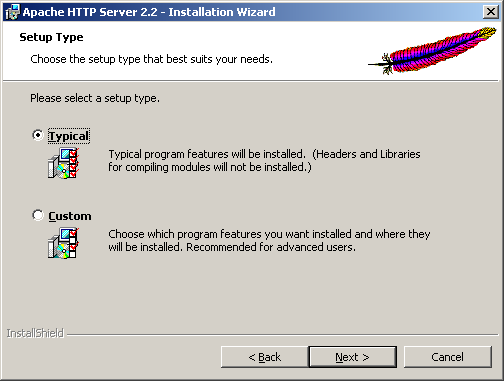 Apache HTTP Server 2.2 - Installation Wizard
Setup Type
Choose the setup type that best suits your needs.
Please select a setup type.
Typical
Typical program features will be installed. (Headers and Libraries
for compiling modules will not be installed.)
Custom
Choose which program features you want installed and where they
will be installed. Recommended for advanced users.
InstallShield
< Back
Next >
Cancel